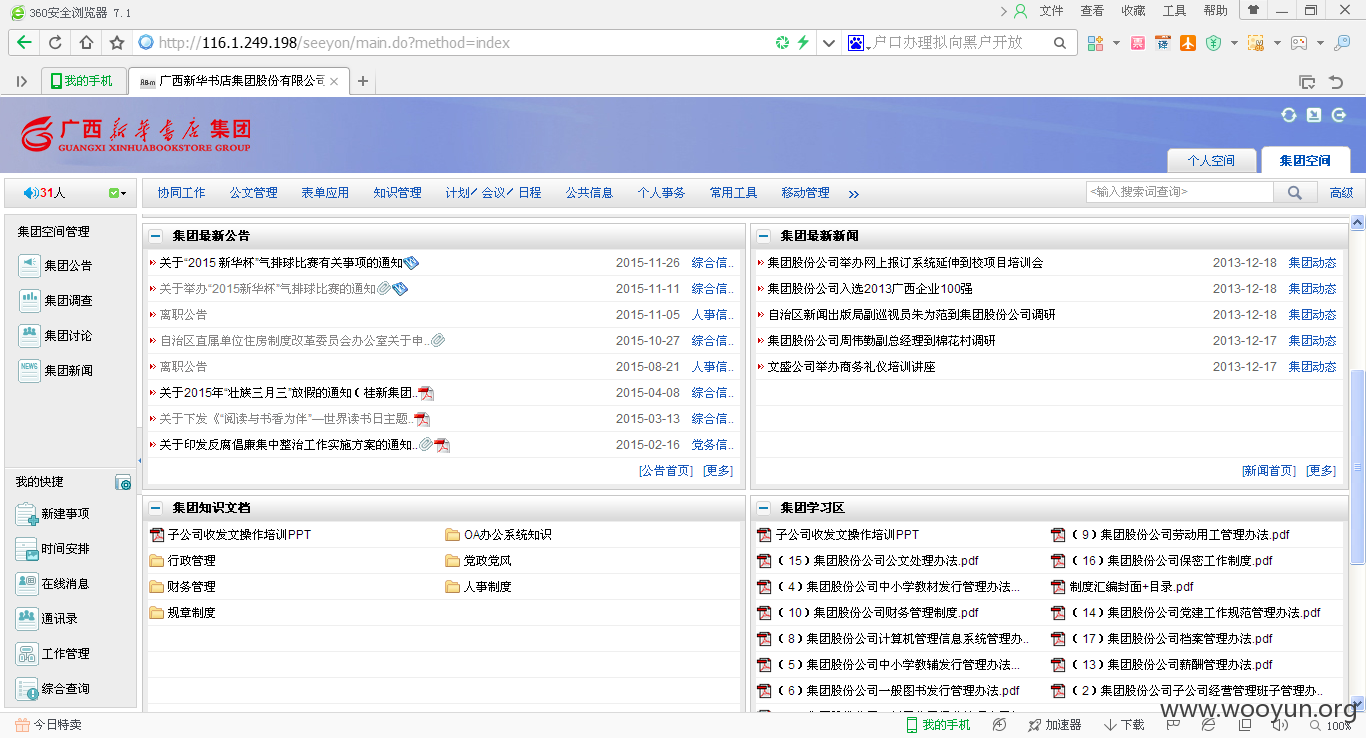 360安全浏览器 7.1 文件 查看 收藏 工具 帮助
http://116.1.249.198/seeyon/main.do?method=index 户口办理拟向黑户开放
我的手机 广西新华书店集团股份有限公司
广西新华书店集团
GUANGXI XINHUABOOKSTORE GROUP
个人空间 集团空间
31人 协同工作 公文管理 表单应用 知识管理 计划/会议/日程 公共信息 个人事务 常用工具 移动管理 >> <输入搜索词查询> 高级
集团空间管理
集团公告
集团调查
集团讨论
集团新闻
我的快捷
新建事项
时间安排
在线消息
通讯录
工作管理
综合查询
集团最新公告
关于“2015 新华杯”气排球比赛有关事项的通知 2015-11-26 综合信..
关于举办“2015新华杯”气排球比赛的通知 2015-11-11 综合信..
离职公告 2015-11-05 人事信..
自治区直属单位住房制度改革委员会办公室关于申.. 2015-10-27 综合信..
离职公告 2015-08-21 人事信..
关于2015年“壮族三月三”放假的通知（桂新集团.. 2015-04-08 综合信..
关于下发《“阅读与书香为伴”—世界读书日主题.. 2015-03-13 综合信..
关于印发反腐倡廉集中整治工作实施方案的通知.. 2015-02-16 党务信..
[公告首页] [更多]
集团最新新闻
集团股份公司举办网上报订系统延伸到校项目培训会 2013-12-18 集团动态
集团股份公司入选2013广西企业100强 2013-12-18 集团动态
自治区新闻出版局副巡视员朱为范到集团股份公司调研 2013-12-18 集团动态
集团股份公司周伟勤副总经理到棉花村调研 2013-12-17 集团动态
文盛公司举办商务礼仪培训讲座 2013-12-17 集团动态
[新闻首页] [更多]
集团知识文档
子公司收发文操作培训PPT OA办公系统知识
行政管理 党政党风
财务管理 人事制度
规章制度
集团学习区
子公司收发文操作培训PPT （9）集团股份公司劳动用工管理办法.pdf
（15）集团股份公司公文处理办法.pdf （16）集团股份公司保密工作制度.pdf
（4）集团股份公司中小学教材发行管理办法... 制度汇编封面+目录.pdf
（10）集团股份公司财务管理制度.pdf （14）集团股份公司党建工作规范管理办法.pdf
（8）集团股份公司计算机管理信息系统管理办.. （17）集团股份公司档案管理办法.pdf
（5）集团股份公司中小学教辅发行管理办法... （13）集团股份公司薪酬管理办法.pdf
（6）集团股份公司一般图书发行管理办法.pdf （2）集团股份公司子公司经营管理班子管理办..
www.wooyun.org
今日特卖 我的手机 加速器 下载 100%